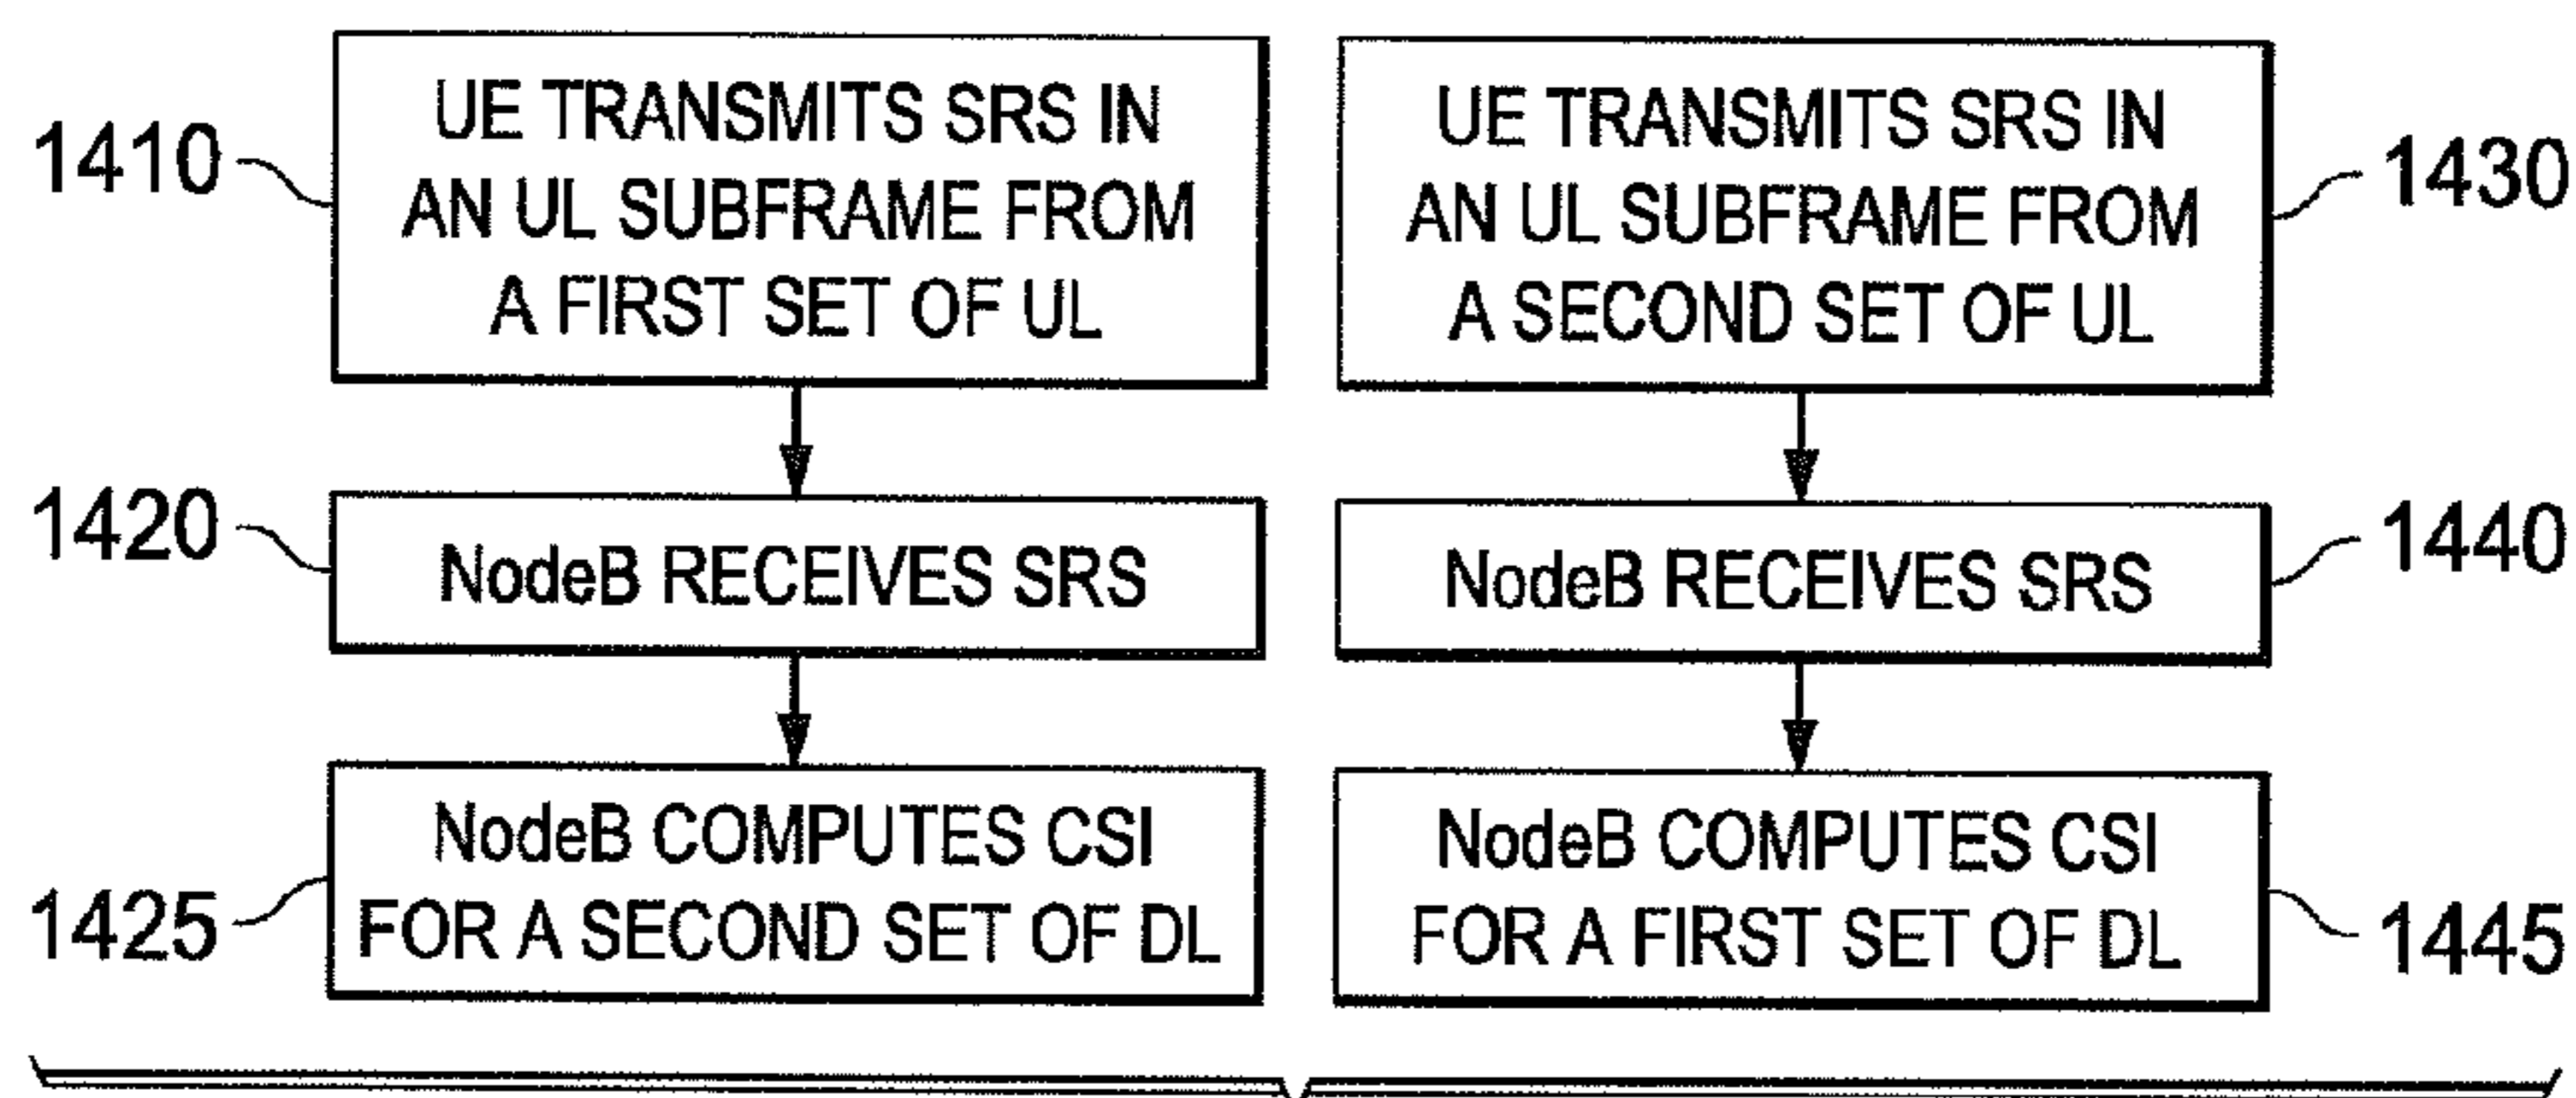 1410
UE TRANSMITS SRS IN
AN UL SUBFRAME FROM
A FIRST SET OF UL
1420
NodeB RECEIVES SRS
1425
NodeB COMPUTES CSI
FOR A SECOND SET OF DL
UE TRANSMITS SRS IN
AN UL SUBFRAME FROM
A SECOND SET OF UL
1430
NodeB RECEIVES SRS
1440
NodeB COMPUTES CSI
FOR A FIRST SET OF DL
1445